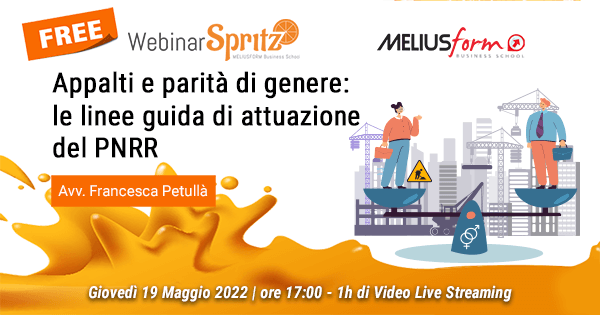 FREE
WebinarSpritz
MELIUSFORM Business School
MELIUSform
BUSINESS SCHOOL
Appalti e parità di genere:
le linee guida di attuazione
del PNRR
Avv. Francesca Petullà
Giovedì 19 Maggio 2022 | ore 17:00 - 1h di Video Live Streaming